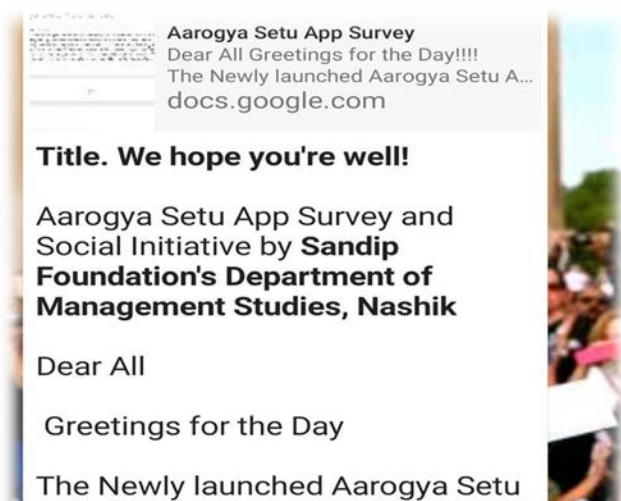 Aarogya Setu App Survey
Dear All Greetings for the Day!!!!
The Newly launched Aarogya Setu A...
docs.google.com
Title. We hope you're well!
Aarogya Setu App Survey and
Social Initiative by Sandip
Foundation's Department of
Management Studies, Nashik
Dear All
Greetings for the Day
The Newly launched Aarogya Setu